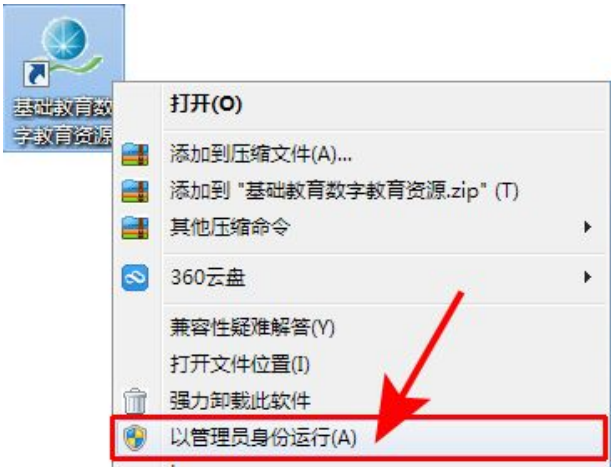 基础教育数
字教育资源
打开(O)
添加到压缩文件(A)...
添加到 "基础教育数字教育资源.zip" (T)
其他压缩命令
360云盘
兼容性疑难解答(Y)
打开文件位置(I)
强力卸载此软件
以管理员身份运行(A)